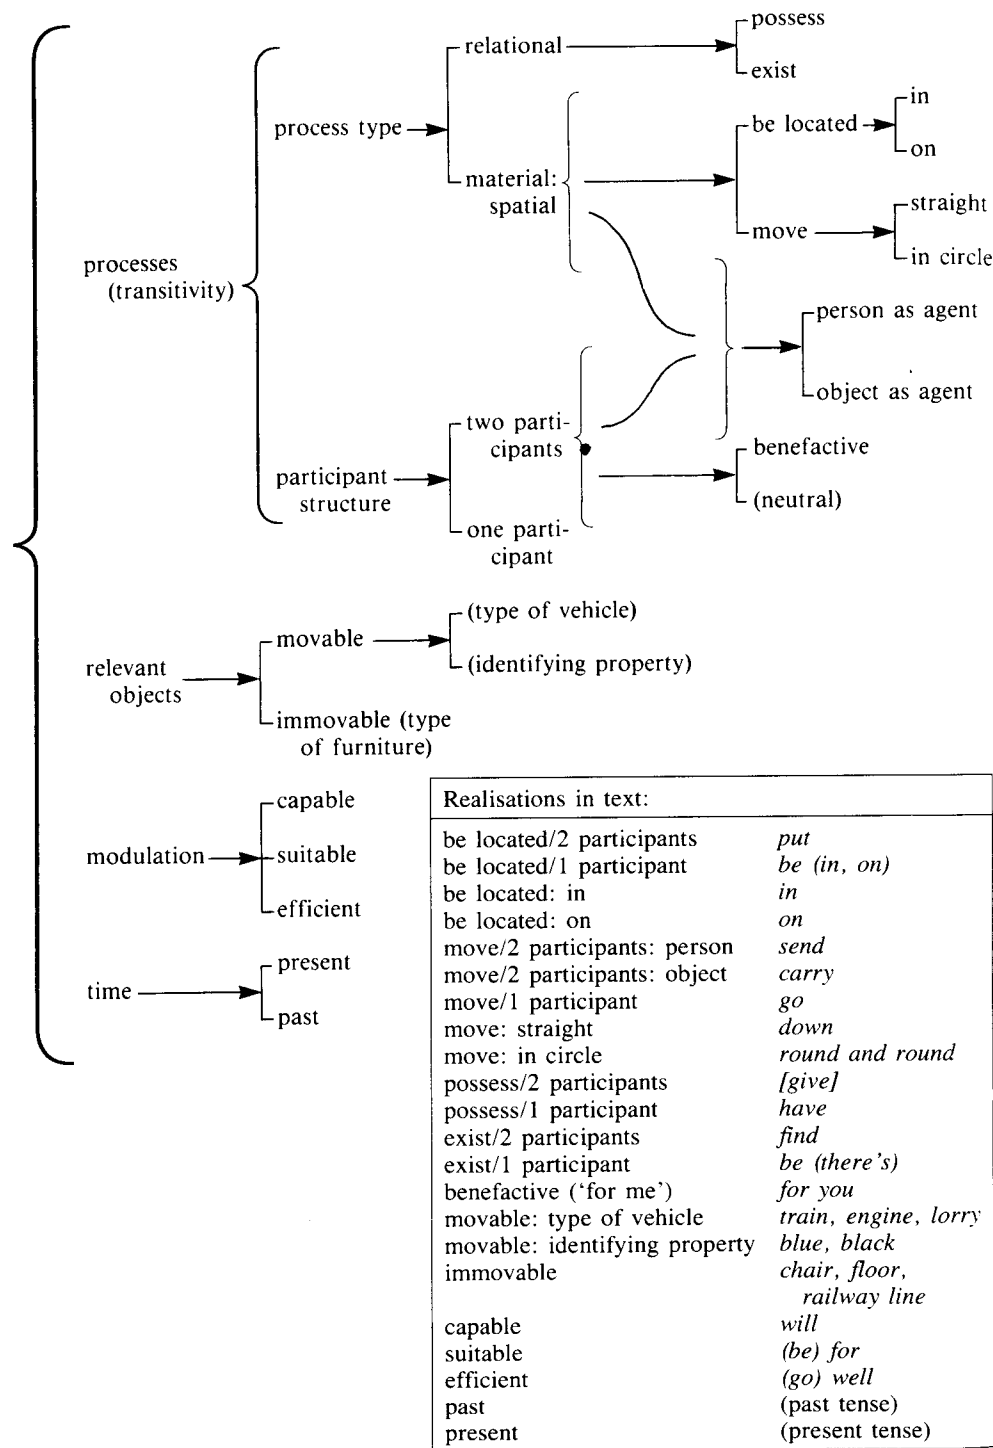 possess
relational
exist
in
process type
be located
on
material:
spatial
straight
move
in circle
processes
(transitivity)
person as agent
object as agent
two parti-
cipants
benefactive
participant
structure
(neutral)
one parti-
cipant
(type of vehicle)
movable
relevant
objects
(identifying property)
immovable (type
of furniture)
capable
modulation
suitable
efficient
present
time
past
Realisations in text:
be located/2 participants put
be located/1 participant be (in, on)
be located: in in
be located: on on
move/2 participants: person send
move/2 participants: object carry
move/1 participant go
move: straight down
move: in circle round and round
possess/2 participants [give]
possess/1 participant have
exist/2 participants find
exist/1 participant be (there's)
benefactive (‘for me’) for you
movable: type of vehicle train, engine, lorry
movable: identifying property blue, black
immovable chair, floor,
railway line
capable will
suitable (be) for
efficient (go) well
past (past tense)
present (present tense)